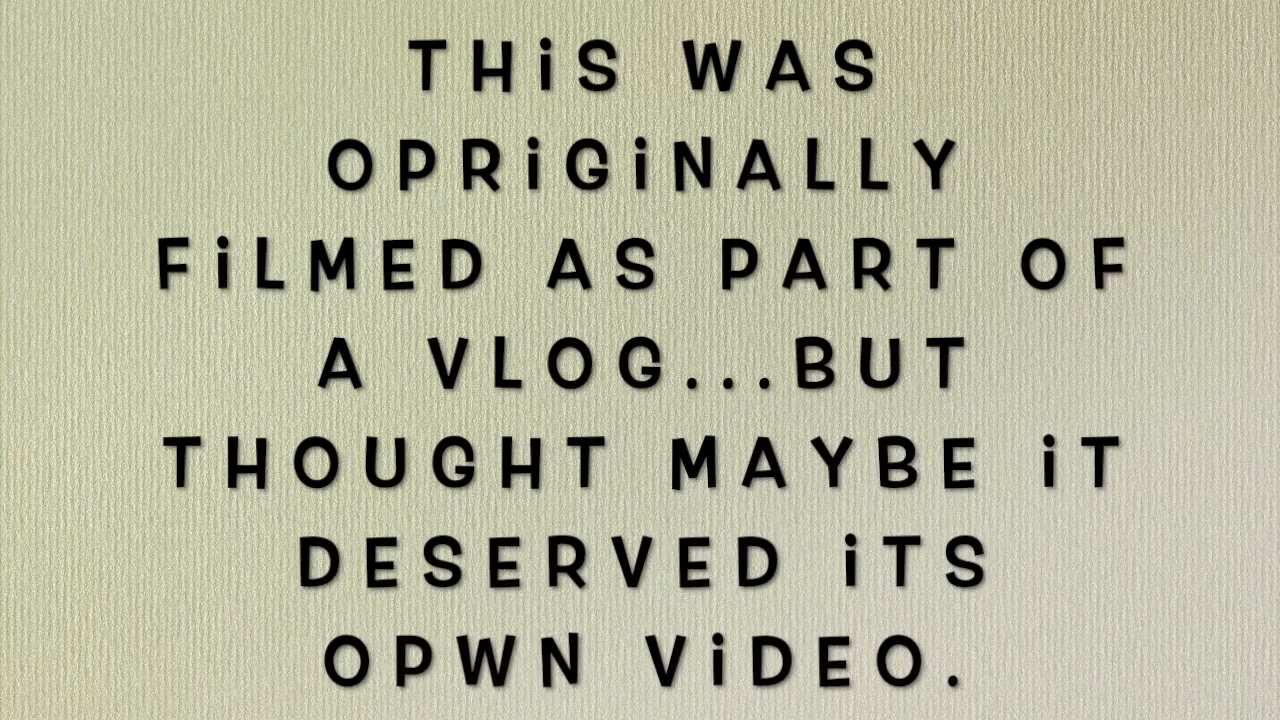 THiS WAS
OPRiGiNALLY
FiLMED AS PART OF
A VLOG...BUT
THOUGHT MAYBE iT
DESERVED iTS
OPWN ViDEO.